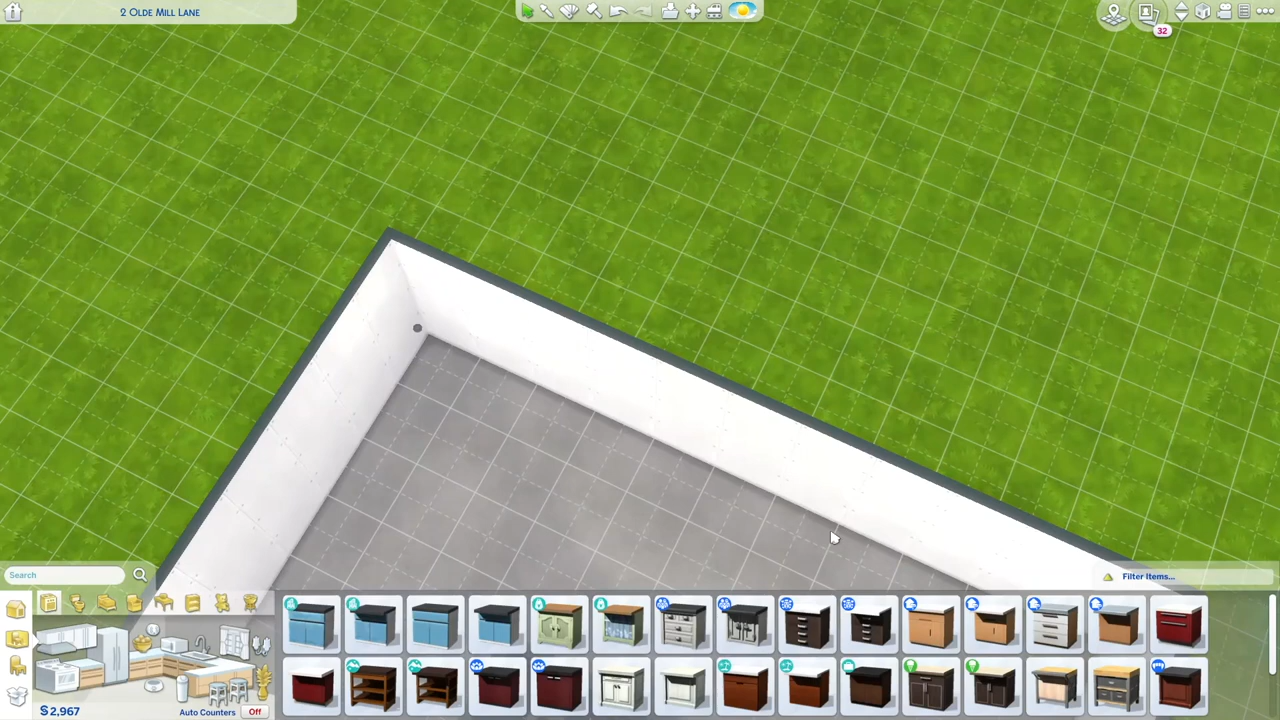 2 Olde Mill Lane
32
Search
Filter Items...
§2,967
Auto Counters
Off